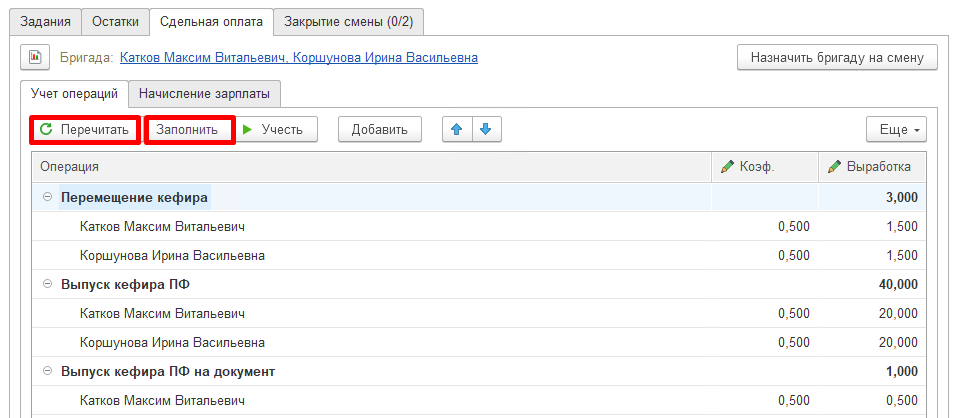 Задания Остатки Сдельная оплата Закрытие смены (0/2)
Бригада: Катков Максим Витальевич, Коршунова Ирина Васильевна Назначить бригаду на смену
Учет операций Начисление зарплаты
Перечитать Заполнить Учесть Добавить Еще
Операция Коэф. Выработка
Перемещение кефира 3,000
Катков Максим Витальевич 0,500 1,500
Коршунова Ирина Васильевна 0,500 1,500
Выпуск кефира ПФ 40,000
Катков Максим Витальевич 0,500 20,000
Коршунова Ирина Васильевна 0,500 20,000
Выпуск кефира ПФ на документ 1,000
Катков Максим Витальевич 0,500 0,500